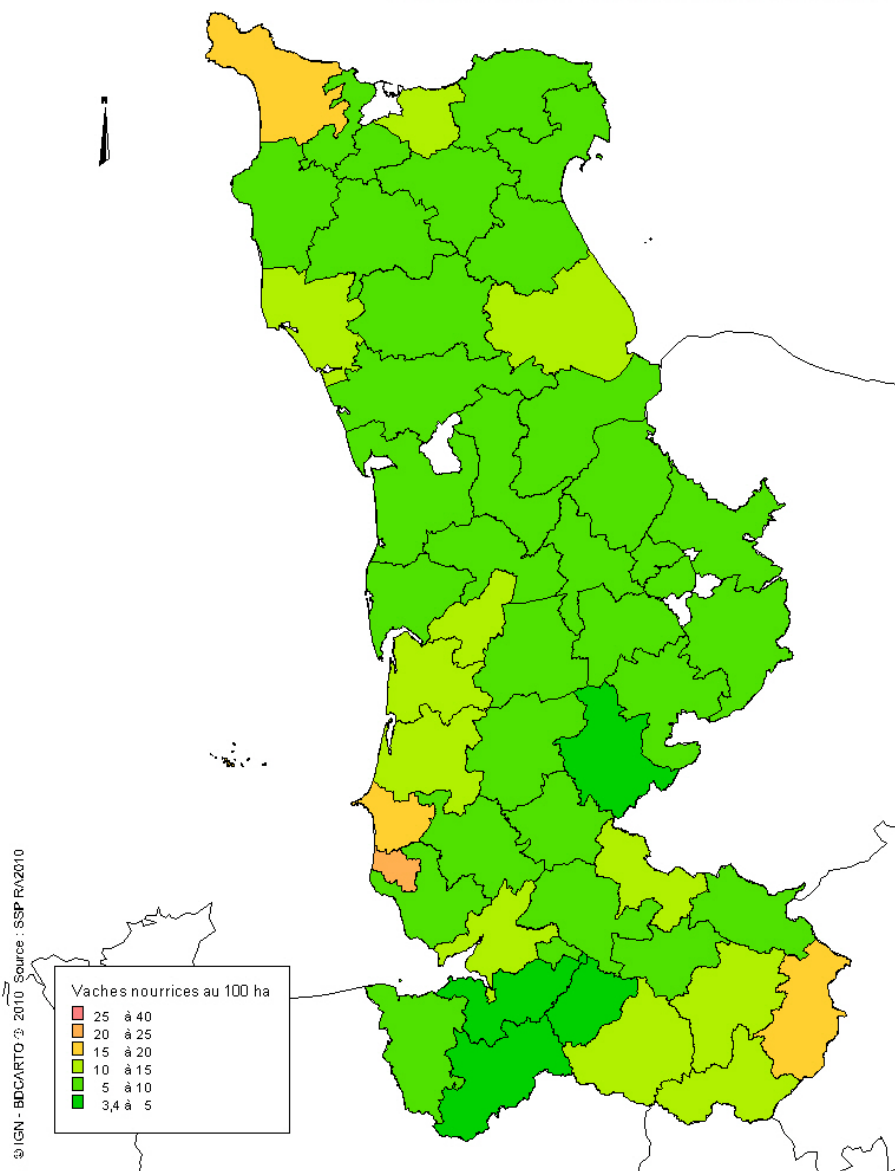 N
Vaches nourrices au 100 ha
25 à 40
20 à 25
15 à 20
10 à 15
5 à 10
3,4 à 5
© IGN - BDCARTO ® 2010 Source : SSP RA2010